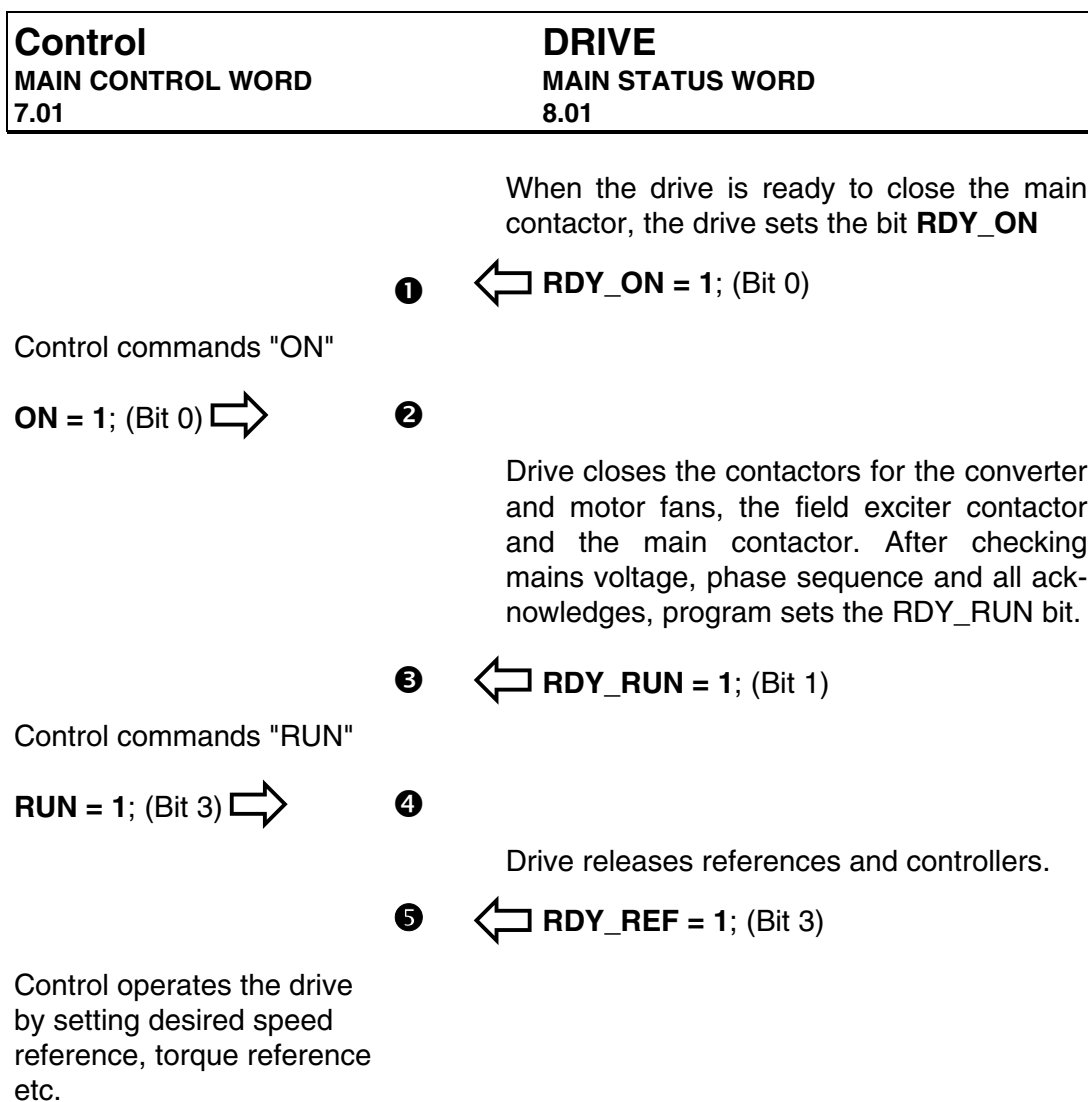 Control DRIVE
MAIN CONTROL WORD MAIN STATUS WORD
7.01 8.01
When the drive is ready to close the main
contactor, the drive sets the bit RDY_ON
❶ RDY_ON = 1; (Bit 0)
Control commands "ON"
ON = 1; (Bit 0) ❷
Drive closes the contactors for the converter
and motor fans, the field exciter contactor
and the main contactor. After checking
mains voltage, phase sequence and all ack-
nowledges, program sets the RDY_RUN bit.
❸ RDY_RUN = 1; (Bit 1)
Control commands "RUN"
RUN = 1; (Bit 3) ❹
Drive releases references and controllers.
❺ RDY_REF = 1; (Bit 3)
Control operates the drive
by setting desired speed
reference, torque reference
etc.